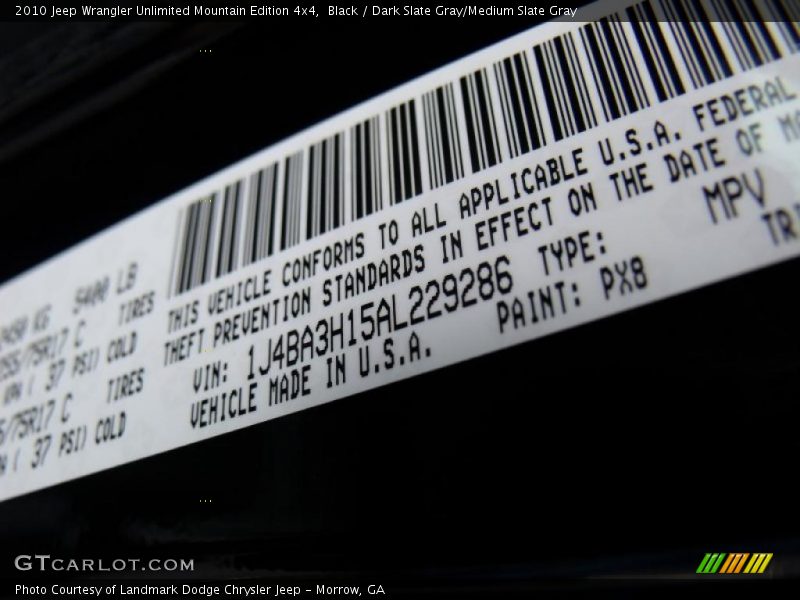 2010 Jeep Wrangler Unlimited Mountain Edition 4x4, Black / Dark Slate Gray/Medium Slate Gray
THIS VEHICLE CONFORMS TO ALL APPLICABLE U.S.A. FEDERAL
THEFT PREVENTION STANDARDS IN EFFECT ON THE DATE OF
VIN: 1J4BA3H15AL229286 TYPE: MPV
VEHICLE MADE IN U.S.A. PAINT: PX8
KG 5400 LB
TIRES
/75R17 C
( 37 PSI) COLD
TIRES
/75R17 C
( 37 PSI) COLD
GTCARLOT.COM
Photo Courtesy of Landmark Dodge Chrysler Jeep - Morrow, GA